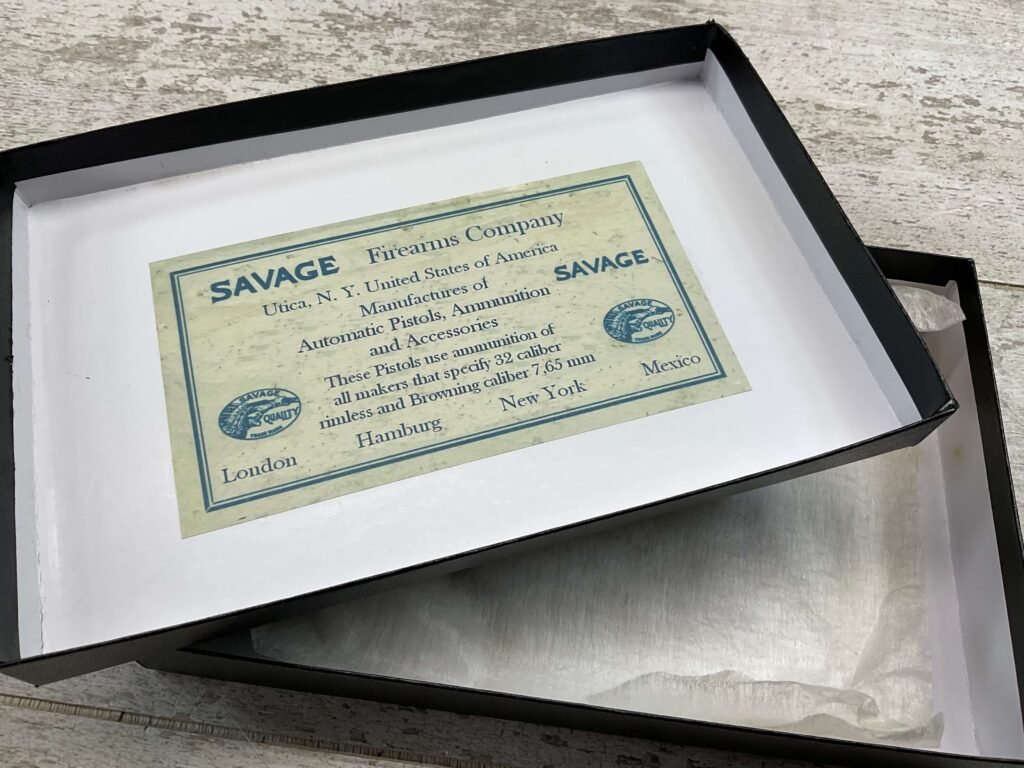 SAVAGE Firearms Company
Utica, N. Y. United States of America
Manufactures of
SAVAGE
Automatic Pistols, Ammunition
and Accessories
These Pistols use ammunition of
all makers that specify 32 caliber
rimless and Browning caliber 7,65 mm
SAVAGE
QUALITY
TRADE MARK
SAVAGE
QUALITY
London Hamburg New York Mexico